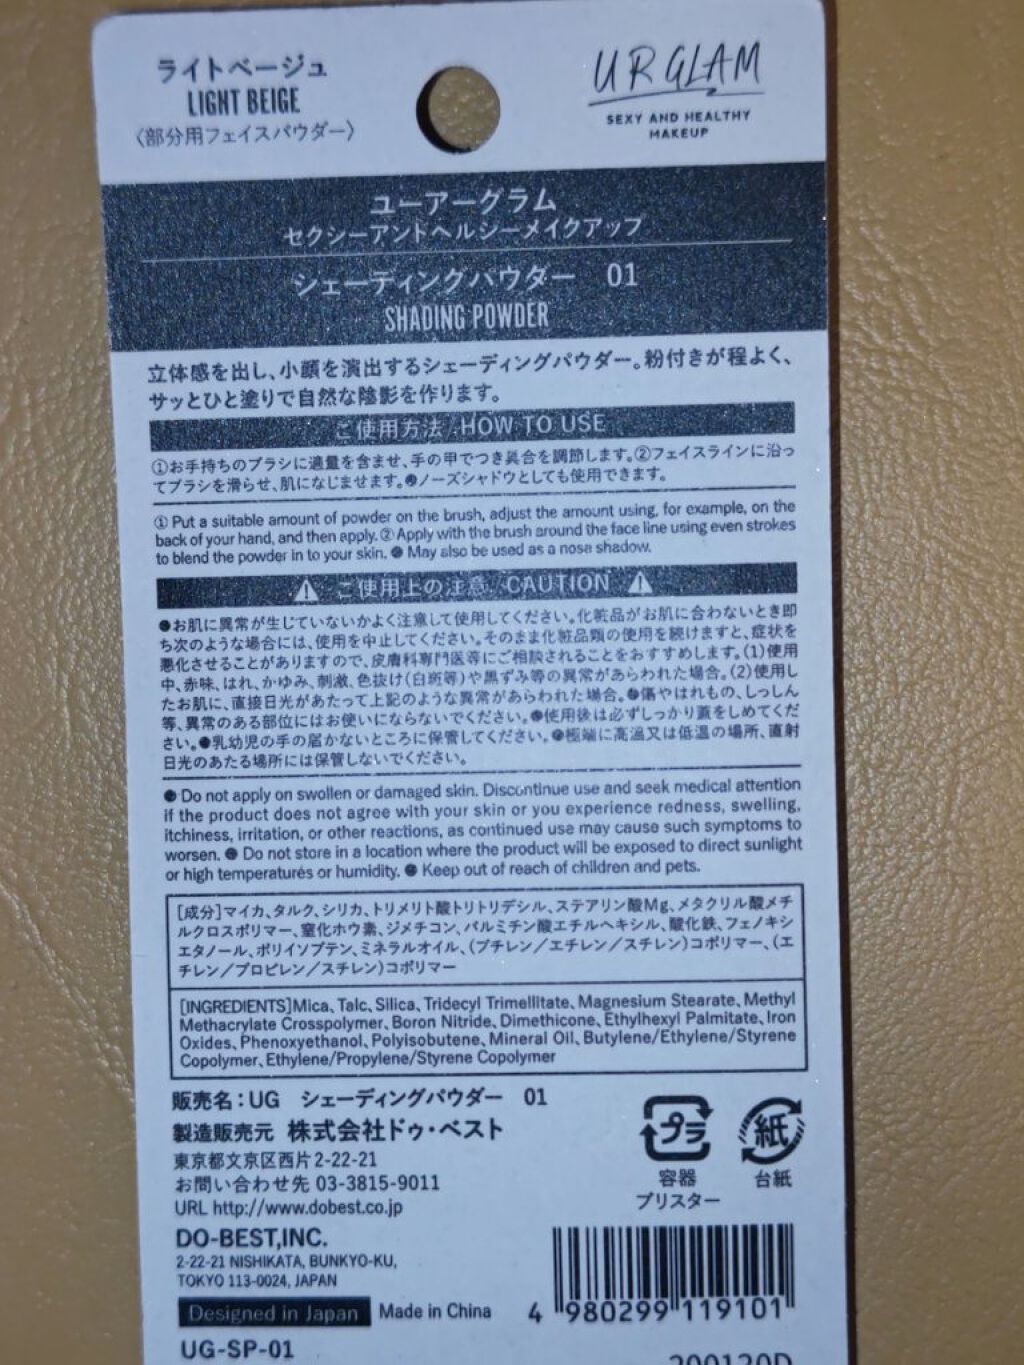 ライトベージュ
LIGHT BEIGE
〈部分用フェイスパウダー〉
UR GLAM
SEXY AND HEALTHY
MAKEUP
ユーアーグラム
セクシーアンドヘルシーメイクアップ
シェーディングパウダー 01
SHADING POWDER
立体感を出し、小顔を演出するシェーディングパウダー。粉付きが程よく、
サッとひと塗りで自然な陰影を作ります。
ご使用方法 HOW TO USE
①お手持ちのブラシに適量を含ませ、手の甲でつき具合を調節します。②フェイスラインに沿っ
てブラシを滑らせ、肌になじませます。●ノーズシャドウとしても使用できます。
① Put a suitable amount of powder on the brush, adjust the amount using, for example, on the
back of your hand, and then apply. ② Apply with the brush around the face line using even strokes
to blend the powder in to your skin. ● May also be used as a nose shadow.
⚠ ご使用上の注意 CAUTION ⚠
●お肌に異常が生じていないかよく注意して使用してください。化粧品がお肌に合わないとき即
ち次のような場合には、使用を中止してください。そのまま化粧品類の使用を続けますと、症状を
悪化させることがありますので、皮膚科専門医等にご相談されることをおすすめします。(1)使用
中、赤味、はれ、かゆみ、刺激、色抜け(白斑等)や黒ずみ等の異常があらわれた場合。(2)使用し
たお肌に、直接日光があたって上記のような異常があらわれた場合。●傷やはれもの、しっしん
等、異常のある部位にはお使いにならないでください。●使用後は必ずしっかり蓋をしめてくだ
さい。●乳幼児の手の届かないところに保管してください。●極端に高温又は低温の場所、直射
日光のあたる場所には保管しないでください。
● Do not apply on swollen or damaged skin. Discontinue use and seek medical attention
if the product does not agree with your skin or you experience redness, swelling,
itchiness, irritation, or other reactions, as continued use may cause such symptoms to
worsen. ● Do not store in a location where the product will be exposed to direct sunlight
or high temperatures or humidity. ● Keep out of reach of children and pets.
[成分]マイカ、タルク、シリカ、トリメリト酸トリトリデシル、ステアリン酸Mg、メタクリル酸メチ
ルクロスポリマー、窒化ホウ素、ジメチコン、パルミチン酸エチルヘキシル、酸化鉄、フェノキシ
エタノール、ポリイソブテン、ミネラルオイル、(ブチレン/エチレン/スチレン)コポリマー、(エ
チレン/プロピレン/スチレン)コポリマー
[INGREDIENTS]Mica、Talc、Silica、Tridecyl Trimellitate、Magnesium Stearate、Methyl
Methacrylate Crosspolymer、Boron Nitride、Dimethicone、Ethylhexyl Palmitate、Iron
Oxides、Phenoxyethanol、Polyisobutene、Mineral Oil、Butylene/Ethylene/Styrene
Copolymer、Ethylene/Propylene/Styrene Copolymer
販売名：UG シェーディングパウダー 01
製造販売元 株式会社ドゥ・ベスト
東京都文京区西片2-22-21
お問い合わせ先 03-3815-9011
URL http://www.dobest.co.jp
DO-BEST,INC.
2-22-21 NISHIKATA, BUNKYO-KU,
TOKYO 113-0024, JAPAN
Designed in Japan Made in China
UG-SP-01
プラ
容器
ブリスター
紙
台紙
4 980299 119101
200120D